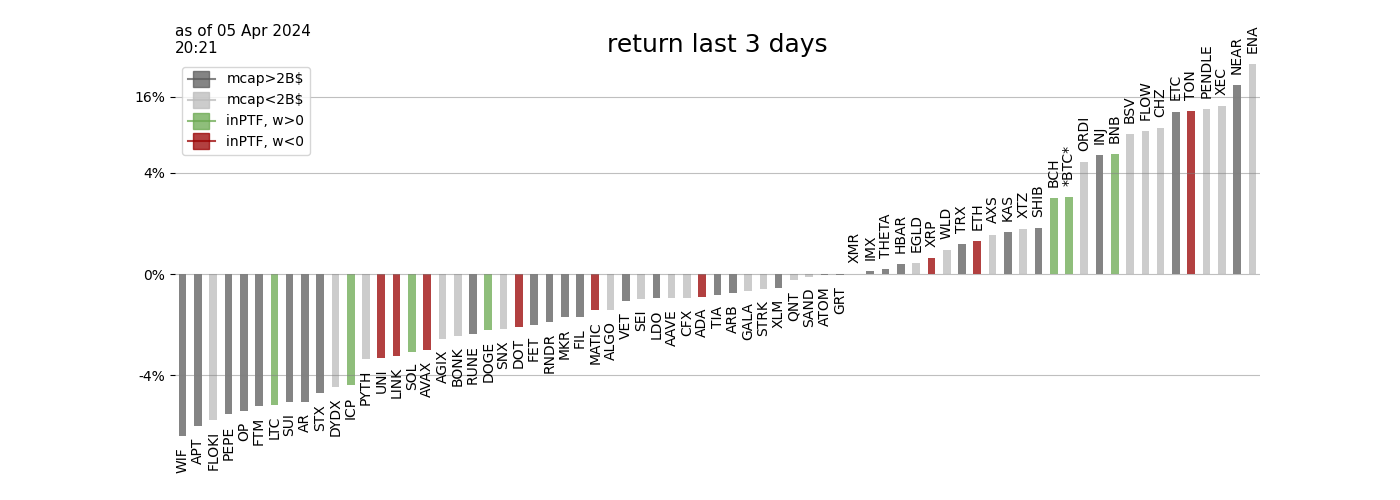 as of 05 Apr 2024
20:21
return last 3 days
mcap>2B$
mcap<2B$
inPTF, w>0
inPTF, w<0
16%
4%
0%
-4%
WIF
APT
FLOKI
PEPE
OP
FTM
LTC
SUI
AR
STX
DYDX
ICP
PYTH
UNI
LINK
SOL
AVAX
AGIX
BONK
RUNE
DOGE
SNX
DOT
FET
RNDR
MKR
FIL
MATIC
ALGO
VET
SEI
LDO
AAVE
CFX
ADA
TIA
ARB
GALA
STRK
XLM
QNT
SAND
ATOM
GRT
XMR
IMX
THETA
HBAR
EGLD
XRP
WLD
TRX
ETH
AXS
KAS
XTZ
SHIB
BCH
*BTC*
ORDI
INJ
BNB
BSV
FLOW
CHZ
ETC
TON
PENDLE
XEC
NEAR
ENA